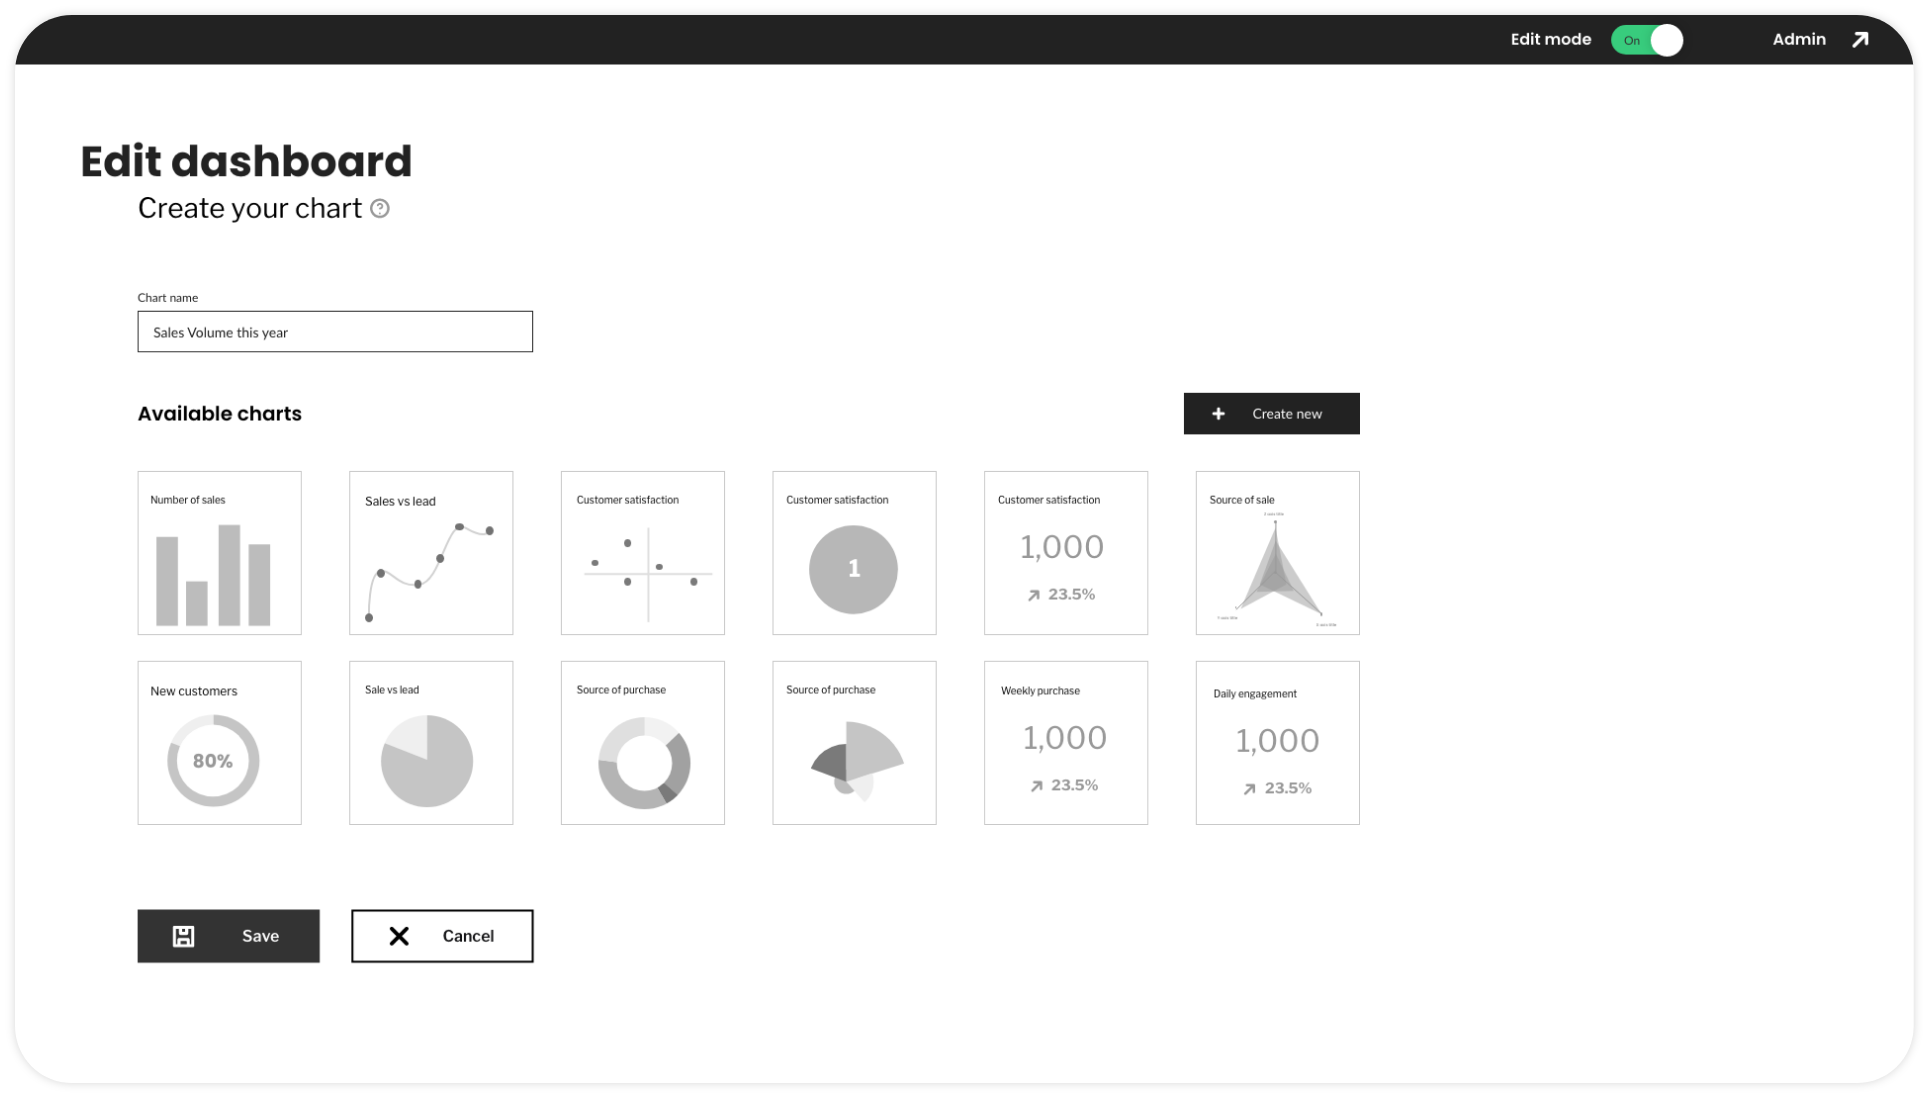 Edit mode
On
Admin
Edit dashboard
Create your chart
Chart name
Sales Volume this year
Available charts
Create new
Number of sales
Sales vs lead
Customer satisfaction
Customer satisfaction
1
Customer satisfaction
1,000
23.5%
Source of sale
New customers
80%
Sale vs lead
Source of purchase
Source of purchase
Weekly purchase
1,000
23.5%
Daily engagement
1,000
23.5%
Save
Cancel